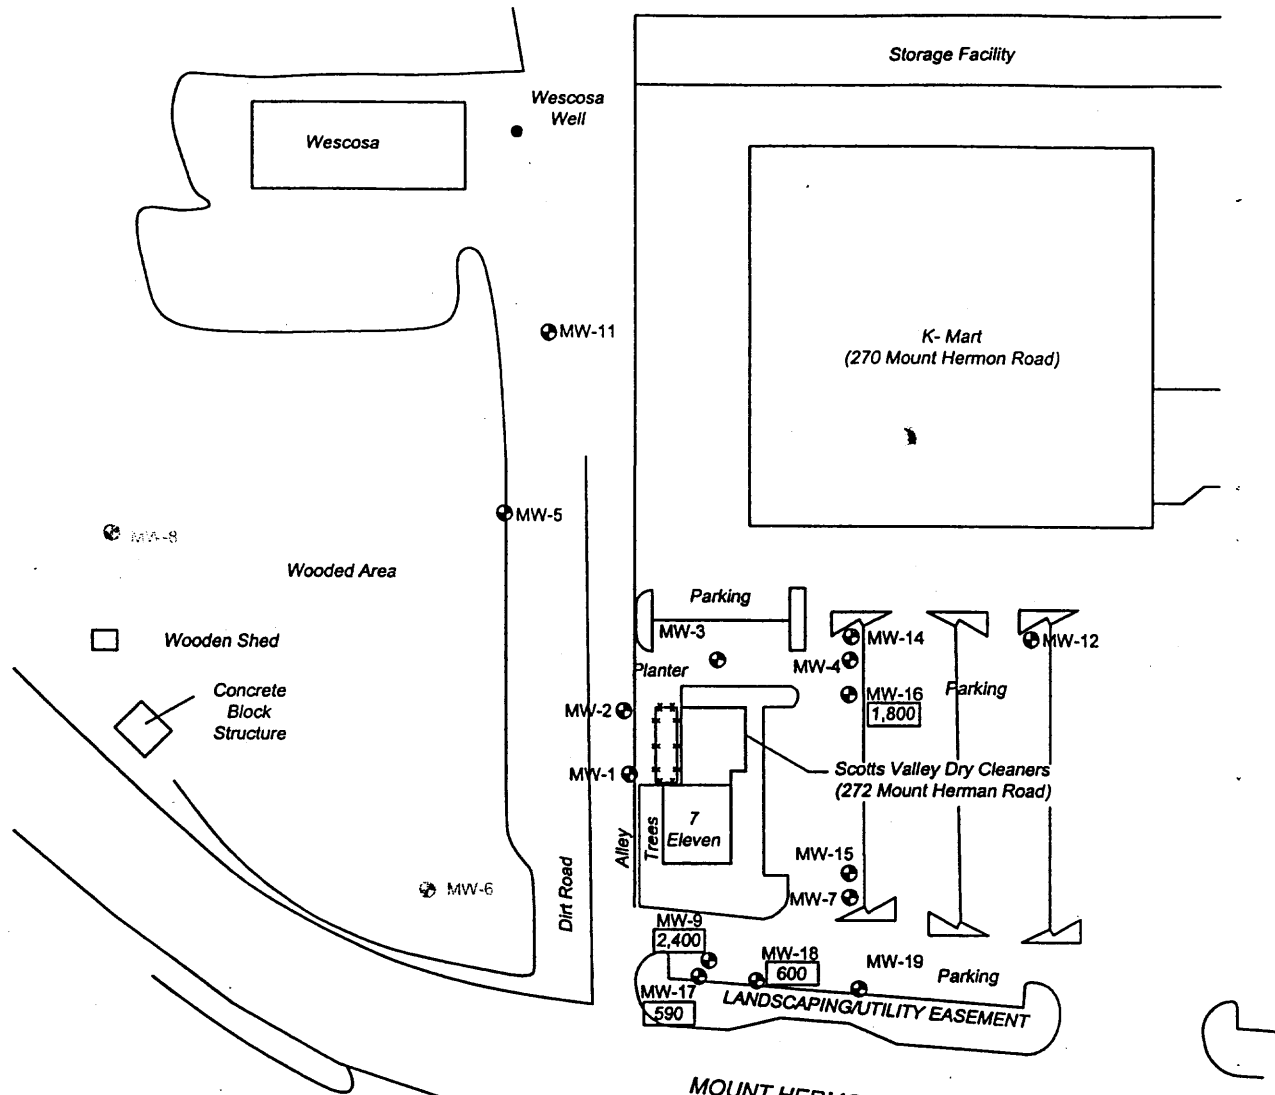 Storage Facility
Wescosa
Well
Wescosa
MW-11
K- Mart
(270 Mount Hermon Road)
MW-5
MW-8
Wooded Area
Parking
MW-3
MW-14
MW-12
Wooden Shed
Planter
MW-4
Concrete
Block
Structure
MW-16
Parking
1,800
MW-2
MW-1
Scotts Valley Dry Cleaners
(272 Mount Herman Road)
7
Eleven
Trees
Alley
Dirt Road
MW-15
MW-6
MW-7
MW-9
2,400
MW-18
600
MW-19
Parking
MW-17
590
LANDSCAPING/UTILITY EASEMENT
MOUNT